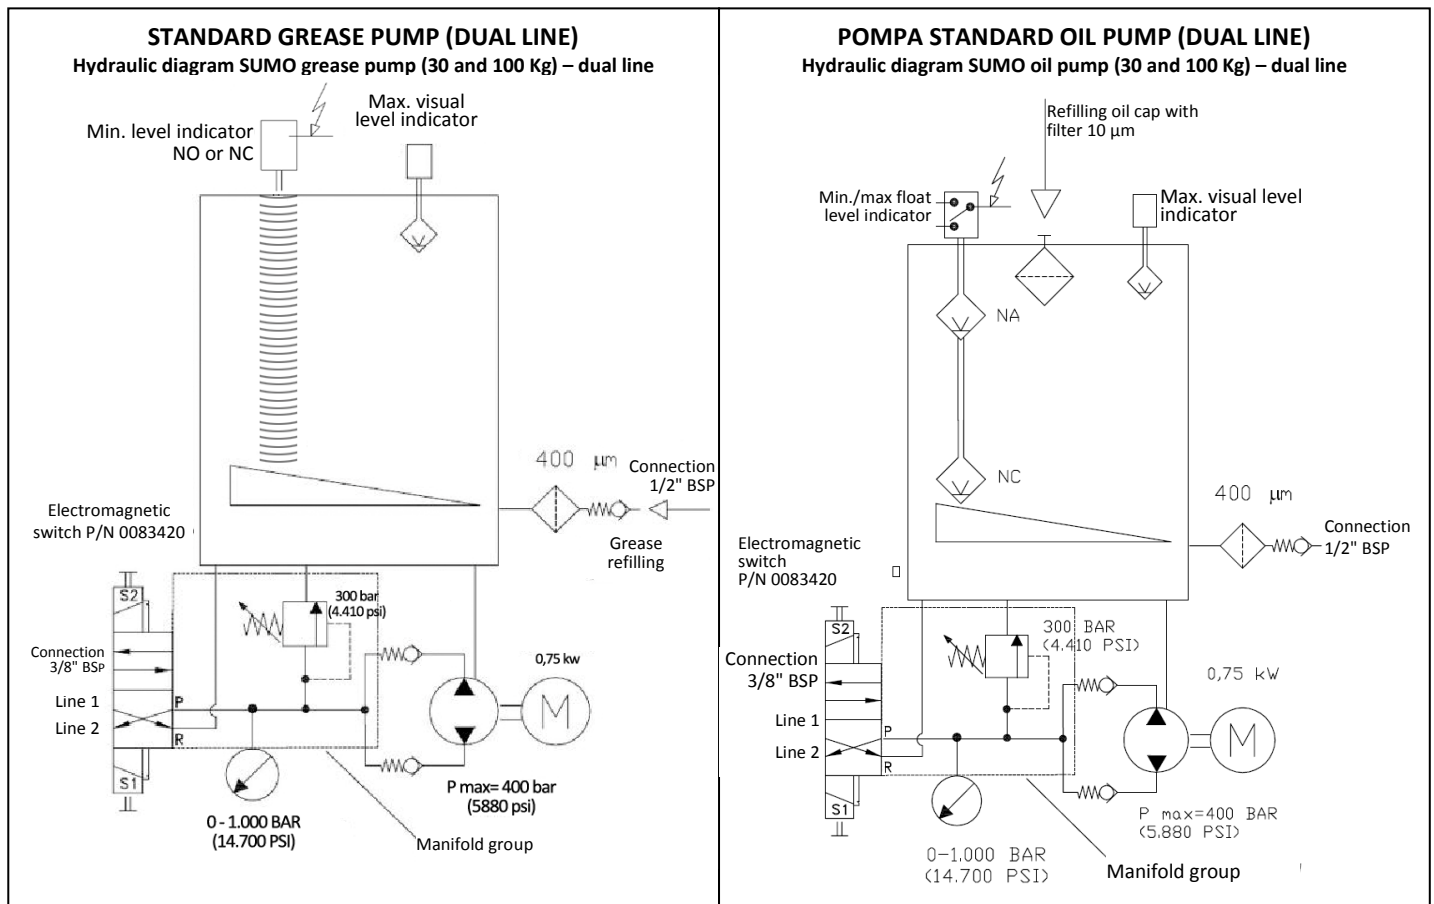 STANDARD GREASE PUMP (DUAL LINE)
Hydraulic diagram SUMO grease pump (30 and 100 Kg) – dual line
Max. visual
level indicator
Min. level indicator
NO or NC
400 μm
Connection
1/2" BSP
Grease
refilling
Electromagnetic
switch P/N 0083420
S2
300 bar
(4.410 psi)
Connection
3/8" BSP
0,75 kw
Line 1
P
Line 2
R
M
S1
P max= 400 bar
(5880 psi)
0 - 1.000 BAR
(14.700 PSI)
Manifold group
POMPA STANDARD OIL PUMP (DUAL LINE)
Hydraulic diagram SUMO oil pump (30 and 100 Kg) – dual line
Refilling oil cap with
filter 10 μm
Min./max float
level indicator
Max. visual level
indicator
NA
NC
400 μm
Connection
1/2" BSP
Electromagnetic
switch
P/N 0083420
S2
300 BAR
(4.410 PSI)
Connection
3/8" BSP
0,75 kW
Line 1
P
Line 2
R
M
S1
P max=400 BAR
(5.880 PSI)
0-1.000 BAR
(14.700 PSI)
Manifold group